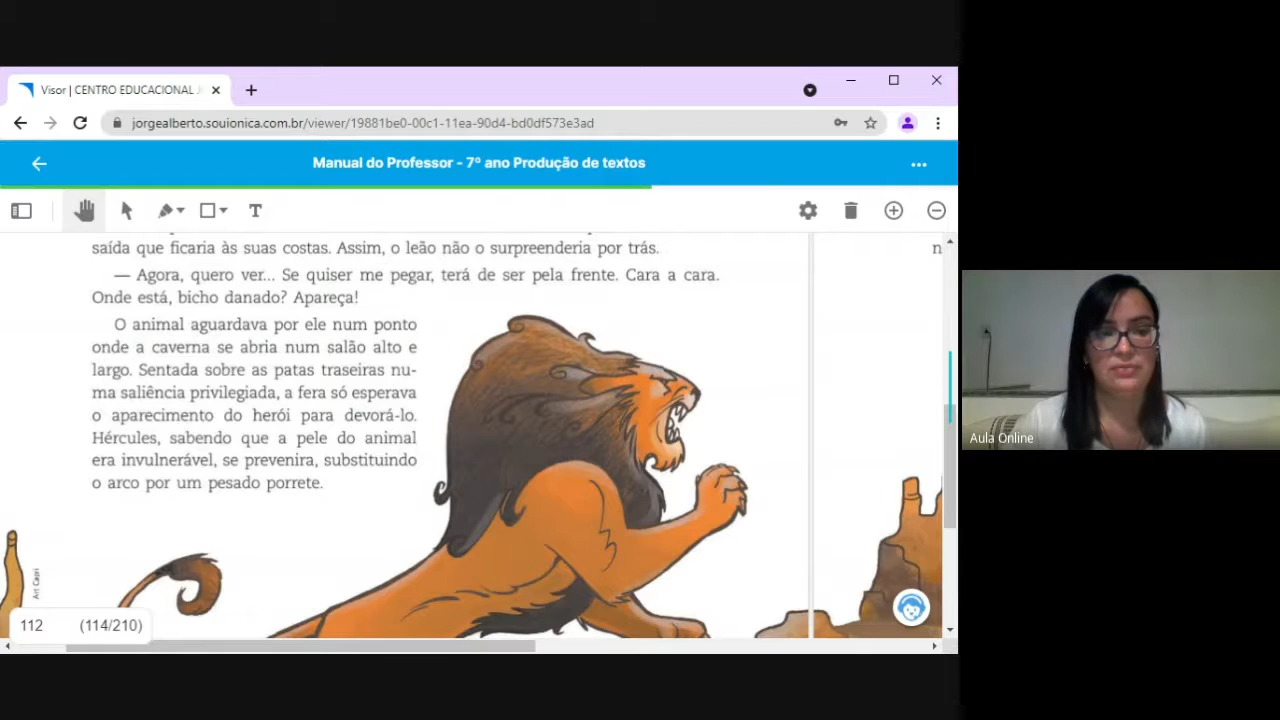 Visor | CENTRO EDUCACIONAL J
jorgealberto.souionica.com.br/viewer/19881be0-00c1-11ea-90d4-bd0df573e3ad
Manual do Professor - 7º ano Produção de textos
T
saída que ficaria às suas costas. Assim, o leão não o surpreenderia por trás.
n
— Agora, quero ver... Se quiser me pegar, terá de ser pela frente. Cara a cara.
Onde está, bicho danado? Apareça!
O animal aguardava por ele num ponto
onde a caverna se abria num salão alto e
largo. Sentada sobre as patas traseiras nu-
ma saliência privilegiada, a fera só esperava
o aparecimento do herói para devorá-lo.
Hércules, sabendo que a pele do animal
era invulnerável, se prevenira, substituindo
o arco por um pesado porrete.
Art Capri
112 (114/210)
Aula Online